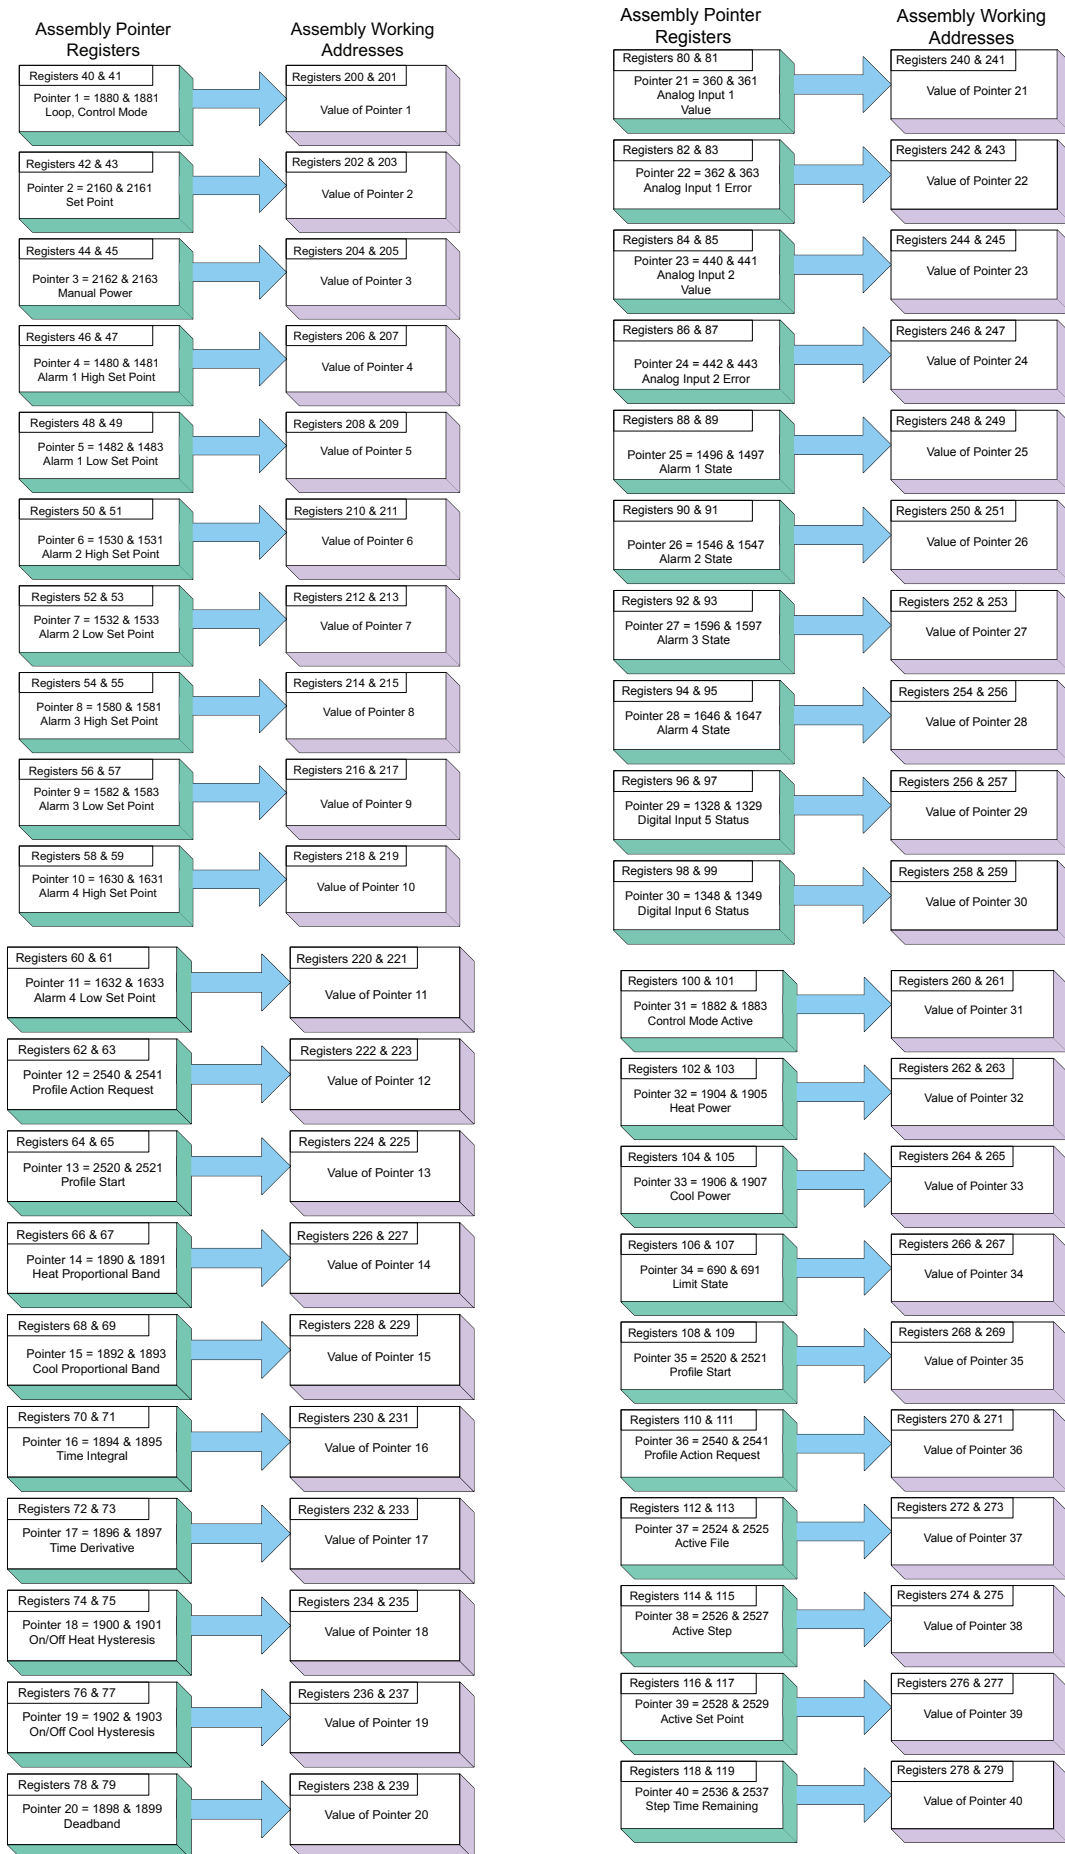 Assembly Pointer
Registers
Assembly Working
Addresses
Registers 40 & 41
Pointer 1 = 1880 & 1881
Loop, Control Mode
Registers 200 & 201
Value of Pointer 1
Registers 42 & 43
Pointer 2 = 2160 & 2161
Set Point
Registers 202 & 203
Value of Pointer 2
Registers 44 & 45
Pointer 3 = 2162 & 2163
Manual Power
Registers 204 & 205
Value of Pointer 3
Registers 46 & 47
Pointer 4 = 1480 & 1481
Alarm 1 High Set Point
Registers 206 & 207
Value of Pointer 4
Registers 48 & 49
Pointer 5 = 1482 & 1483
Alarm 1 Low Set Point
Registers 208 & 209
Value of Pointer 5
Registers 50 & 51
Pointer 6 = 1530 & 1531
Alarm 2 High Set Point
Registers 210 & 211
Value of Pointer 6
Registers 52 & 53
Pointer 7 = 1532 & 1533
Alarm 2 Low Set Point
Registers 212 & 213
Value of Pointer 7
Registers 54 & 55
Pointer 8 = 1580 & 1581
Alarm 3 High Set Point
Registers 214 & 215
Value of Pointer 8
Registers 56 & 57
Pointer 9 = 1582 & 1583
Alarm 3 Low Set Point
Registers 216 & 217
Value of Pointer 9
Registers 58 & 59
Pointer 10 = 1630 & 1631
Alarm 4 High Set Point
Registers 218 & 219
Value of Pointer 10
Registers 60 & 61
Pointer 11 = 1632 & 1633
Alarm 4 Low Set Point
Registers 220 & 221
Value of Pointer 11
Registers 62 & 63
Pointer 12 = 2540 & 2541
Profile Action Request
Registers 222 & 223
Value of Pointer 12
Registers 64 & 65
Pointer 13 = 2520 & 2521
Profile Start
Registers 224 & 225
Value of Pointer 13
Registers 66 & 67
Pointer 14 = 1890 & 1891
Heat Proportional Band
Registers 226 & 227
Value of Pointer 14
Registers 68 & 69
Pointer 15 = 1892 & 1893
Cool Proportional Band
Registers 228 & 229
Value of Pointer 15
Registers 70 & 71
Pointer 16 = 1894 & 1895
Time Integral
Registers 230 & 231
Value of Pointer 16
Registers 72 & 73
Pointer 17 = 1896 & 1897
Time Derivative
Registers 232 & 233
Value of Pointer 17
Registers 74 & 75
Pointer 18 = 1900 & 1901
On/Off Heat Hysteresis
Registers 234 & 235
Value of Pointer 18
Registers 76 & 77
Pointer 19 = 1902 & 1903
On/Off Cool Hysteresis
Registers 236 & 237
Value of Pointer 19
Registers 78 & 79
Pointer 20 = 1898 & 1899
Deadband
Registers 238 & 239
Value of Pointer 20
Assembly Pointer
Registers
Assembly Working
Addresses
Registers 80 & 81
Pointer 21 = 360 & 361
Analog Input 1
Value
Registers 240 & 241
Value of Pointer 21
Registers 82 & 83
Pointer 22 = 362 & 363
Analog Input 1 Error
Registers 242 & 243
Value of Pointer 22
Registers 84 & 85
Pointer 23 = 440 & 441
Analog Input 2
Value
Registers 244 & 245
Value of Pointer 23
Registers 86 & 87
Pointer 24 = 442 & 443
Analog Input 2 Error
Registers 246 & 247
Value of Pointer 24
Registers 88 & 89
Pointer 25 = 1496 & 1497
Alarm 1 State
Registers 248 & 249
Value of Pointer 25
Registers 90 & 91
Pointer 26 = 1546 & 1547
Alarm 2 State
Registers 250 & 251
Value of Pointer 26
Registers 92 & 93
Pointer 27 = 1596 & 1597
Alarm 3 State
Registers 252 & 253
Value of Pointer 27
Registers 94 & 95
Pointer 28 = 1646 & 1647
Alarm 4 State
Registers 254 & 256
Value of Pointer 28
Registers 96 & 97
Pointer 29 = 1328 & 1329
Digital Input 5 Status
Registers 256 & 257
Value of Pointer 29
Registers 98 & 99
Pointer 30 = 1348 & 1349
Digital Input 6 Status
Registers 258 & 259
Value of Pointer 30
Registers 100 & 101
Pointer 31 = 1882 & 1883
Control Mode Active
Registers 260 & 261
Value of Pointer 31
Registers 102 & 103
Pointer 32 = 1904 & 1905
Heat Power
Registers 262 & 263
Value of Pointer 32
Registers 104 & 105
Pointer 33 = 1906 & 1907
Cool Power
Registers 264 & 265
Value of Pointer 33
Registers 106 & 107
Pointer 34 = 690 & 691
Limit State
Registers 266 & 267
Value of Pointer 34
Registers 108 & 109
Pointer 35 = 2520 & 2521
Profile Start
Registers 268 & 269
Value of Pointer 35
Registers 110 & 111
Pointer 36 = 2540 & 2541
Profile Action Request
Registers 270 & 271
Value of Pointer 36
Registers 112 & 113
Pointer 37 = 2524 & 2525
Active File
Registers 272 & 273
Value of Pointer 37
Registers 114 & 115
Pointer 38 = 2526 & 2527
Active Step
Registers 274 & 275
Value of Pointer 38
Registers 116 & 117
Pointer 39 = 2528 & 2529
Active Set Point
Registers 276 & 277
Value of Pointer 39
Registers 118 & 119
Pointer 40 = 2536 & 2537
Step Time Remaining
Registers 278 & 279
Value of Pointer 40